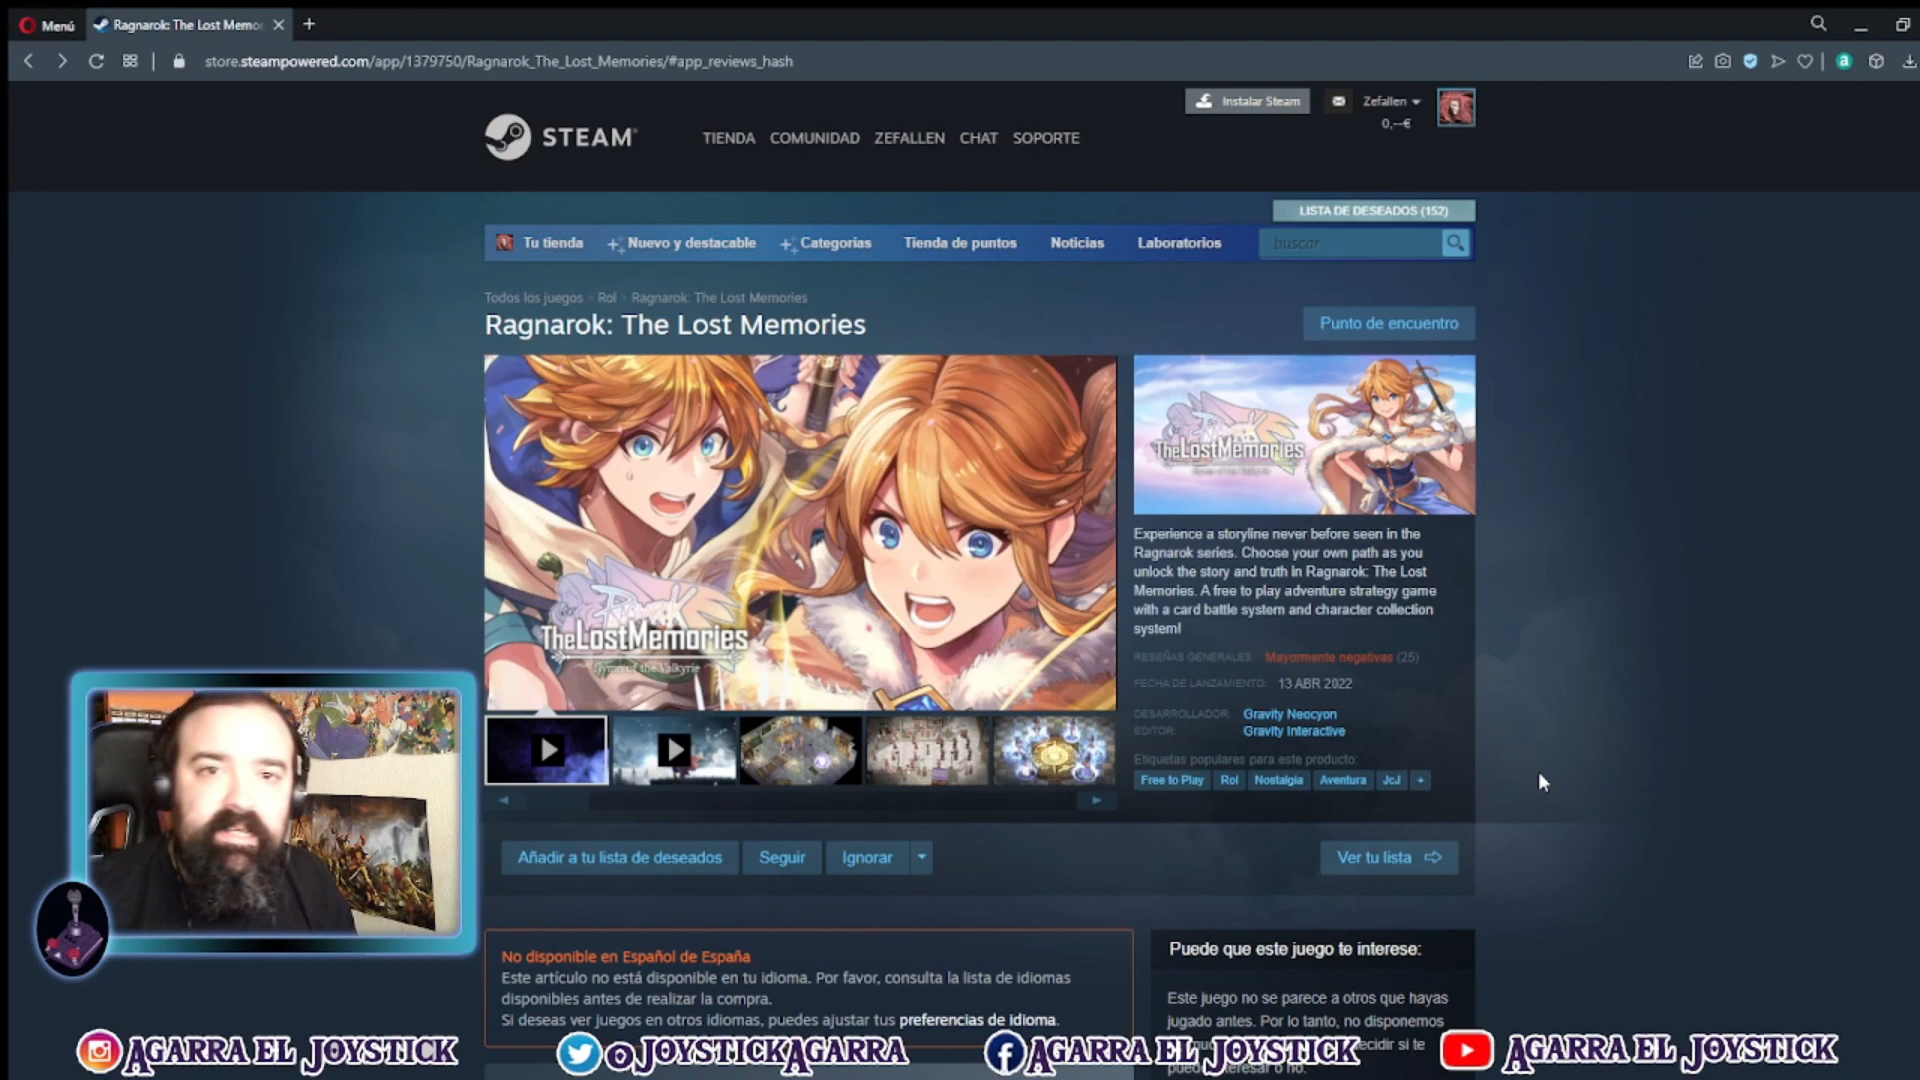 Menú
Ragnarok: The Lost Memo
store.steampowered.com/app/1379750/Ragnarok_The_Lost_Memories/#app_reviews_hash
Instalar Steam
Zefallen
0,--€
STEAM
TIENDA COMUNIDAD ZEFALLEN CHAT SOPORTE
LISTA DE DESEADOS (152)
Tu tienda Nuevo y destacable Categorías Tienda de puntos Noticias Laboratorios buscar
Todos los juegos > Rol > Ragnarok: The Lost Memories
Ragnarok: The Lost Memories
Punto de encuentro
TheLostMemories
TheLostMemories
of the Valkyrie
Experience a storyline never before seen in the
Ragnarok series. Choose your own path as you
unlock the story and truth in Ragnarok: The Lost
Memories. A free to play adventure strategy game
with a card battle system and character collection
system!
RESEÑAS GENERALES: Mayormente negativas (25)
FECHA DE LANZAMIENTO: 13 ABR 2022
DESARROLLADOR: Gravity Neocyon
EDITOR: Gravity Interactive
Etiquetas populares para este producto:
Free to Play Rol Nostalgia Aventura JcJ +
Añadir a tu lista de deseados Seguir Ignorar
Ver tu lista
No disponible en Español de España
Este artículo no está disponible en tu idioma. Por favor, consulta la lista de idiomas
disponibles antes de realizar la compra.
Si deseas ver juegos en otros idiomas, puedes ajustar tus preferencias de idioma.
Puede que este juego te interese:
Este juego no se parece a otros que hayas
jugado antes. Por lo tanto, no disponemos
ecidir si te
AGARRA EL JOYSTICK
@JOYSTICKAGARRA
AGARRA EL JOYSTICK
AGARRA EL JOYSTICK